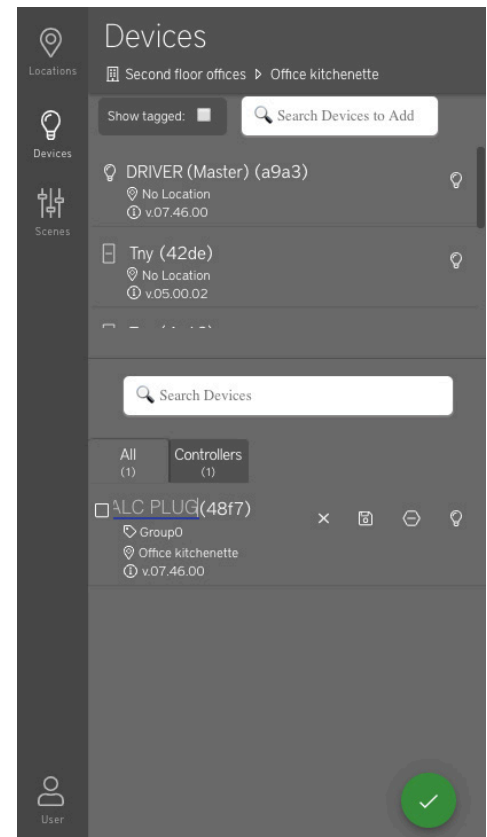 Devices
Second floor offices Office kitchenette
Locations
Show tagged:
Search Devices to Add
Devices
DRIVER (Master) (a9a3)
No Location
v.07.46.00
Scenes
Tny (42de)
No Location
v.05.00.02
Search Devices
All
(1)
Controllers
(1)
ALC PLUG(48f7)
Group0
Office kitchenette
v.07.46.00
User